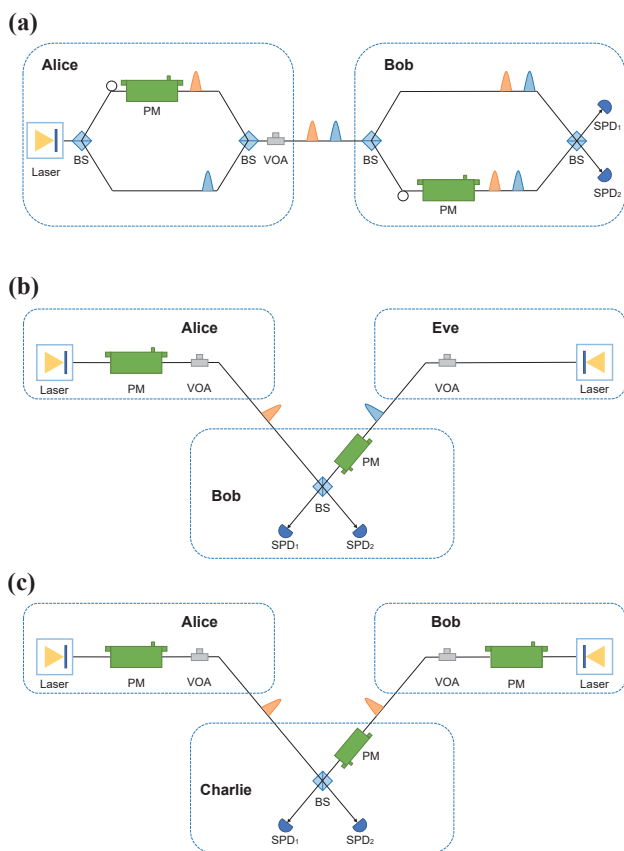 (a)
Alice
Bob
PM
SPD1
Laser
BS
BS
VOA
BS
BS
PM
SPD2
(b)
Alice
Eve
Laser
PM
VOA
VOA
Laser
PM
Bob
BS
SPD1
SPD2
(c)
Alice
Bob
Laser
PM
VOA
VOA
PM
Laser
PM
Charlie
BS
SPD1
SPD2